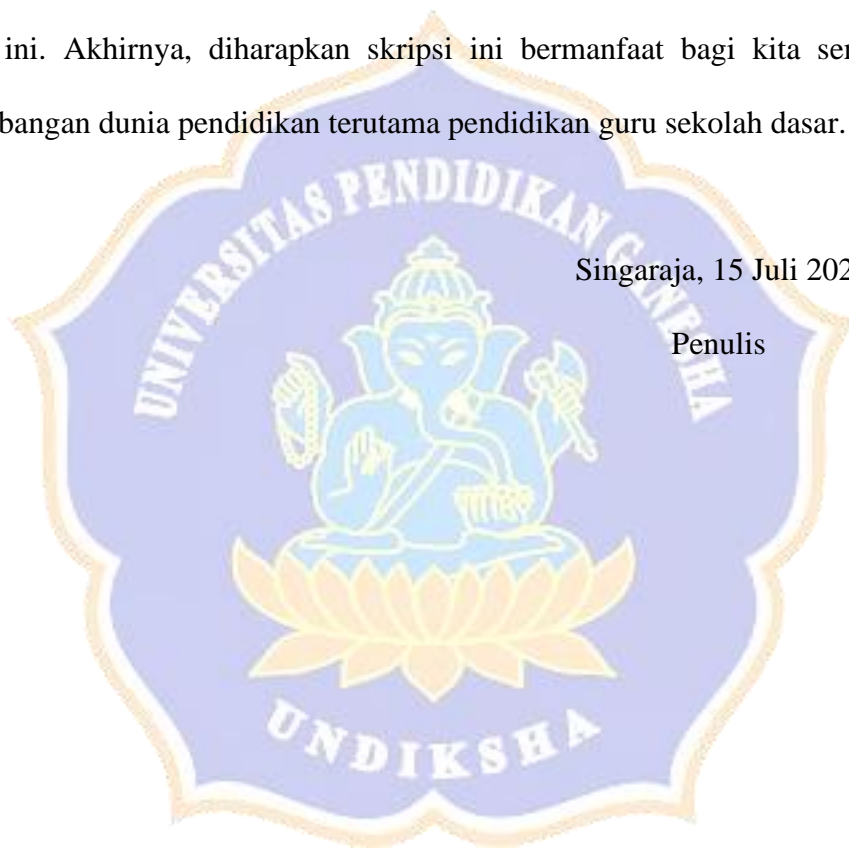 ini. Akhirnya, diharapkan skripsi ini bermanfaat bagi kita
bangan dunia pendidikan terutama pendidikan guru sekolah dasar.
UNIVERSITAS PENDIDIKAN GANESHA
Singaraja, 15 Juli 202
Penulis
UNDIKSHA